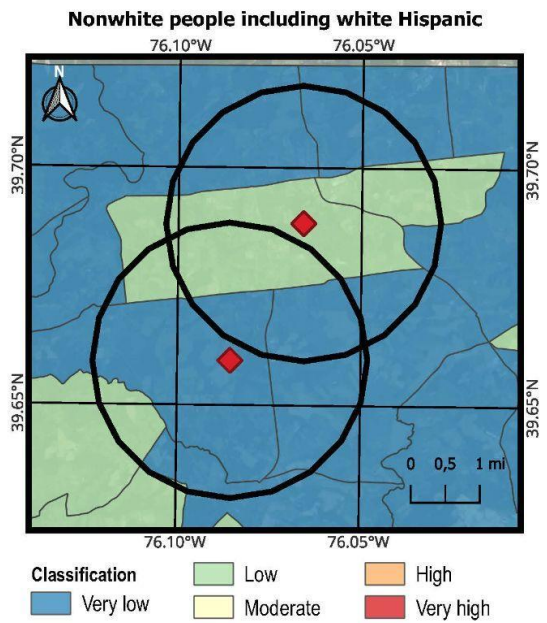 Nonwhite people including white Hispanic
76.10°W 76.05°W
N
39.70°N 39.70°N
39.65°N 39.65°N
0 0,5 1 mi
76.10°W 76.05°W
Classification Low High
Very low Moderate Very high